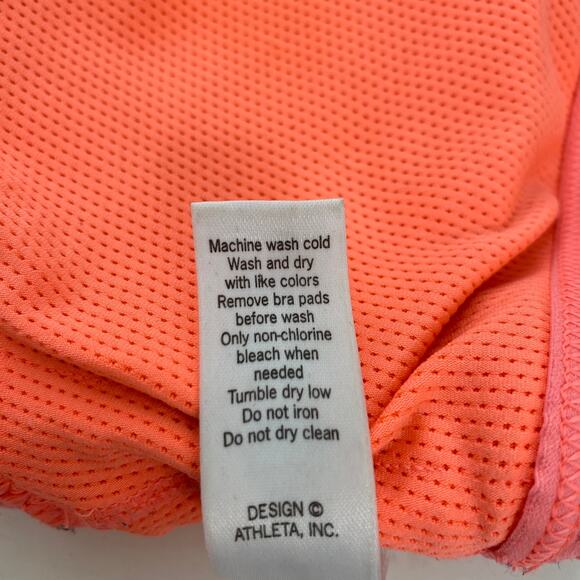 Machine wash cold
Wash and dry
with like colors
Remove bra pads
before wash
Only non-chlorine
bleach when
needed
Tumble dry low
Do not iron
Do not dry clean
DESIGN ©
ATHLETA, INC.